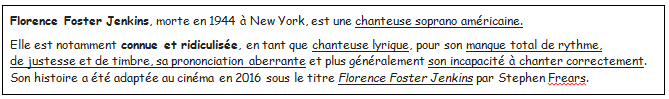 Florence Foster Jenkins, morte en 1944 à New York, est une chanteuse soprano américaine.
Elle est notamment connue et ridiculisée, en tant que chanteuse lyrique, pour son manque total de rythme,
de justesse et de timbre, sa prononciation aberrante et plus généralement son incapacité à chanter correctement.
Son histoire a été adaptée au cinéma en 2016 sous le titre Florence Foster Jenkins par Stephen Frears.